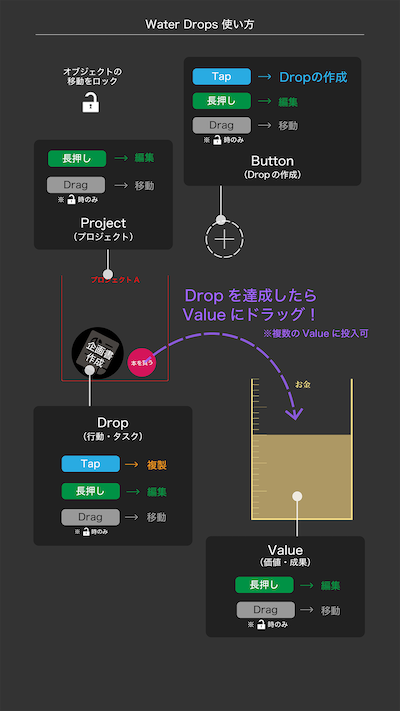 Water Drops 使い方
オブジェクトの
移動をロック
Tap → Dropの作成
長押し → 編集
Drag → 移動
※ 時のみ
Button
（Dropの作成）
長押し → 編集
Drag → 移動
※ 時のみ
Project
（プロジェクト）
プロジェクト A
企画書
作成
本を買う
Drop を達成したら
Value にドラッグ！
※複数の Value に投入可
お金
Drop
（行動・タスク）
Tap → 複製
長押し → 編集
Drag → 移動
※ 時のみ
Value
（価値・成果）
長押し → 編集
Drag → 移動
※ 時のみ